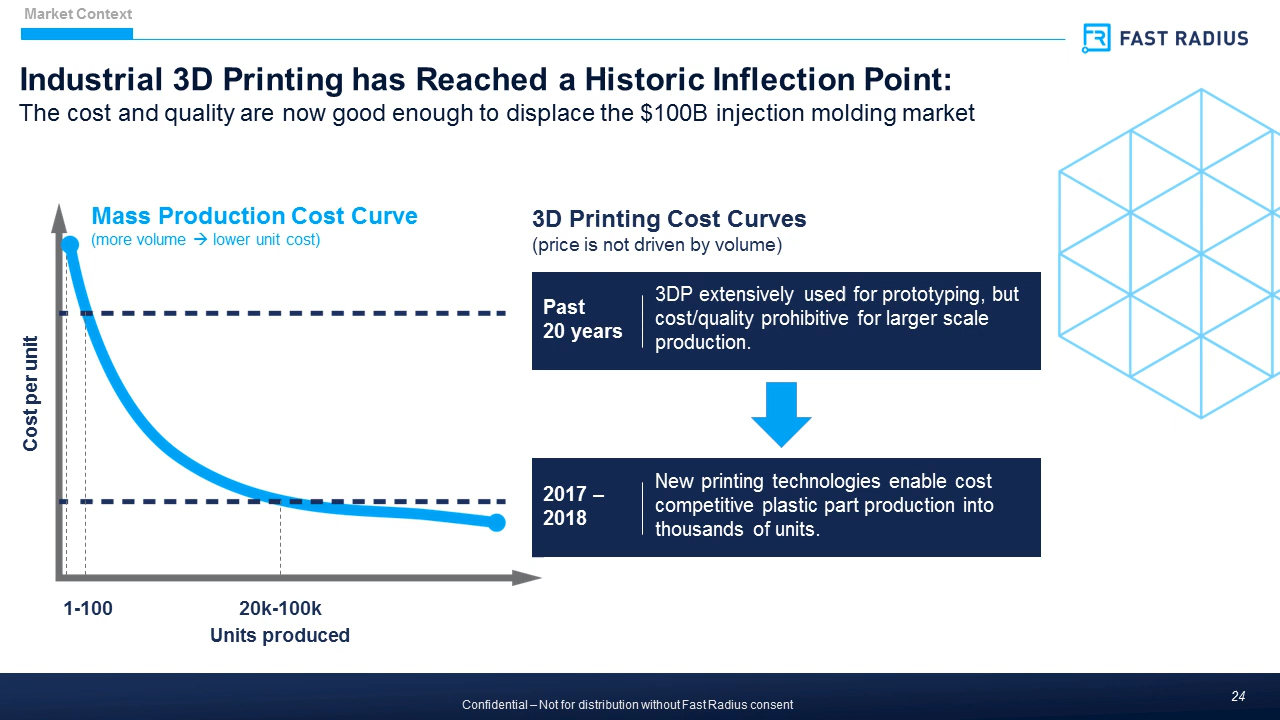 Market Context
FAST RADIUS
Industrial 3D Printing has Reached a Historic Inflection Point:
The cost and quality are now good enough to displace the $100B injection molding market
Mass Production Cost Curve
(more volume → lower unit cost)
Cost per unit
1-100
20k-100k
Units produced
3D Printing Cost Curves
(price is not driven by volume)
Past
20 years
3DP extensively used for prototyping, but
cost/quality prohibitive for larger scale
production.
2017 –
2018
New printing technologies enable cost
competitive plastic part production into
thousands of units.
Confidential – Not for distribution without Fast Radius consent
24